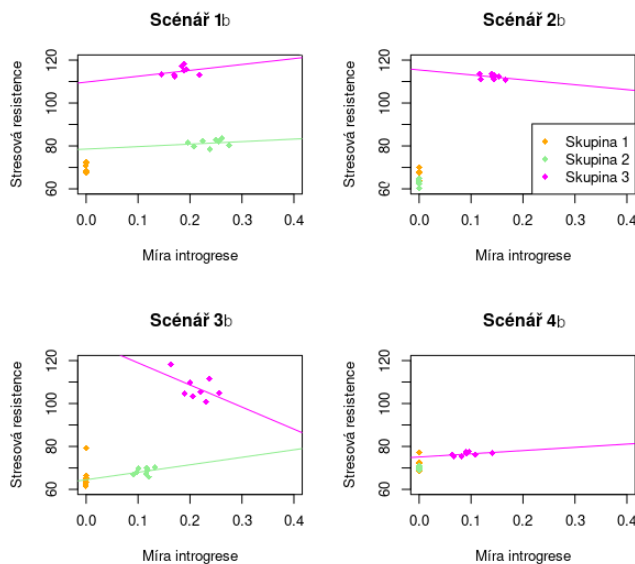 Scénář 1b
Stresová resistence
60 80 100 120
0.0 0.1 0.2 0.3 0.4
Míra introgrese
Scénář 2b
Stresová resistence
60 80 100 120
Skupina 1
Skupina 2
Skupina 3
0.0 0.1 0.2 0.3 0.4
Míra introgrese
Scénář 3b
Stresová resistence
60 80 100 120
0.0 0.1 0.2 0.3 0.4
Míra introgrese
Scénář 4b
Stresová resistence
60 80 100 120
0.0 0.1 0.2 0.3 0.4
Míra introgrese